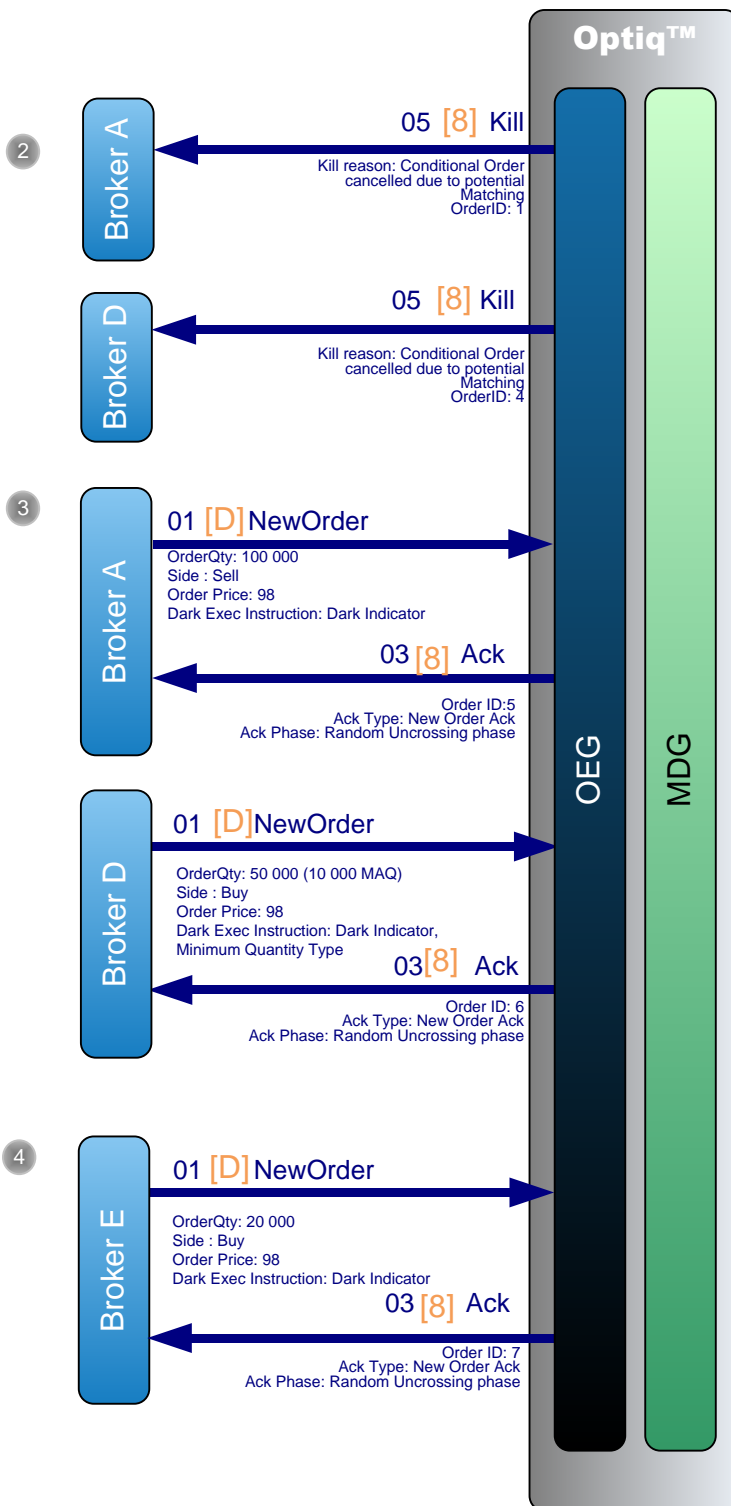 Optiq™
OEG
MDG
2
Broker A
05 [8] Kill
Kill reason: Conditional Order
cancelled due to potential
Matching
OrderID: 1
Broker D
05 [8] Kill
Kill reason: Conditional Order
cancelled due to potential
Matching
OrderID: 4
3
Broker A
01 [D] NewOrder
OrderQty: 100 000
Side : Sell
Order Price: 98
Dark Exec Instruction: Dark Indicator
03 [8] Ack
Order ID:5
Ack Type: New Order Ack
Ack Phase: Random Uncrossing phase
Broker D
01 [D]NewOrder
OrderQty: 50 000 (10 000 MAQ)
Side : Buy
Order Price: 98
Dark Exec Instruction: Dark Indicator,
Minimum Quantity Type
03[8] Ack
Order ID: 6
Ack Type: New Order Ack
Ack Phase: Random Uncrossing phase
4
Broker E
01 [D] NewOrder
OrderQty: 20 000
Side : Buy
Order Price: 98
Dark Exec Instruction: Dark Indicator
03 [8] Ack
Order ID: 7
Ack Type: New Order Ack
Ack Phase: Random Uncrossing phase